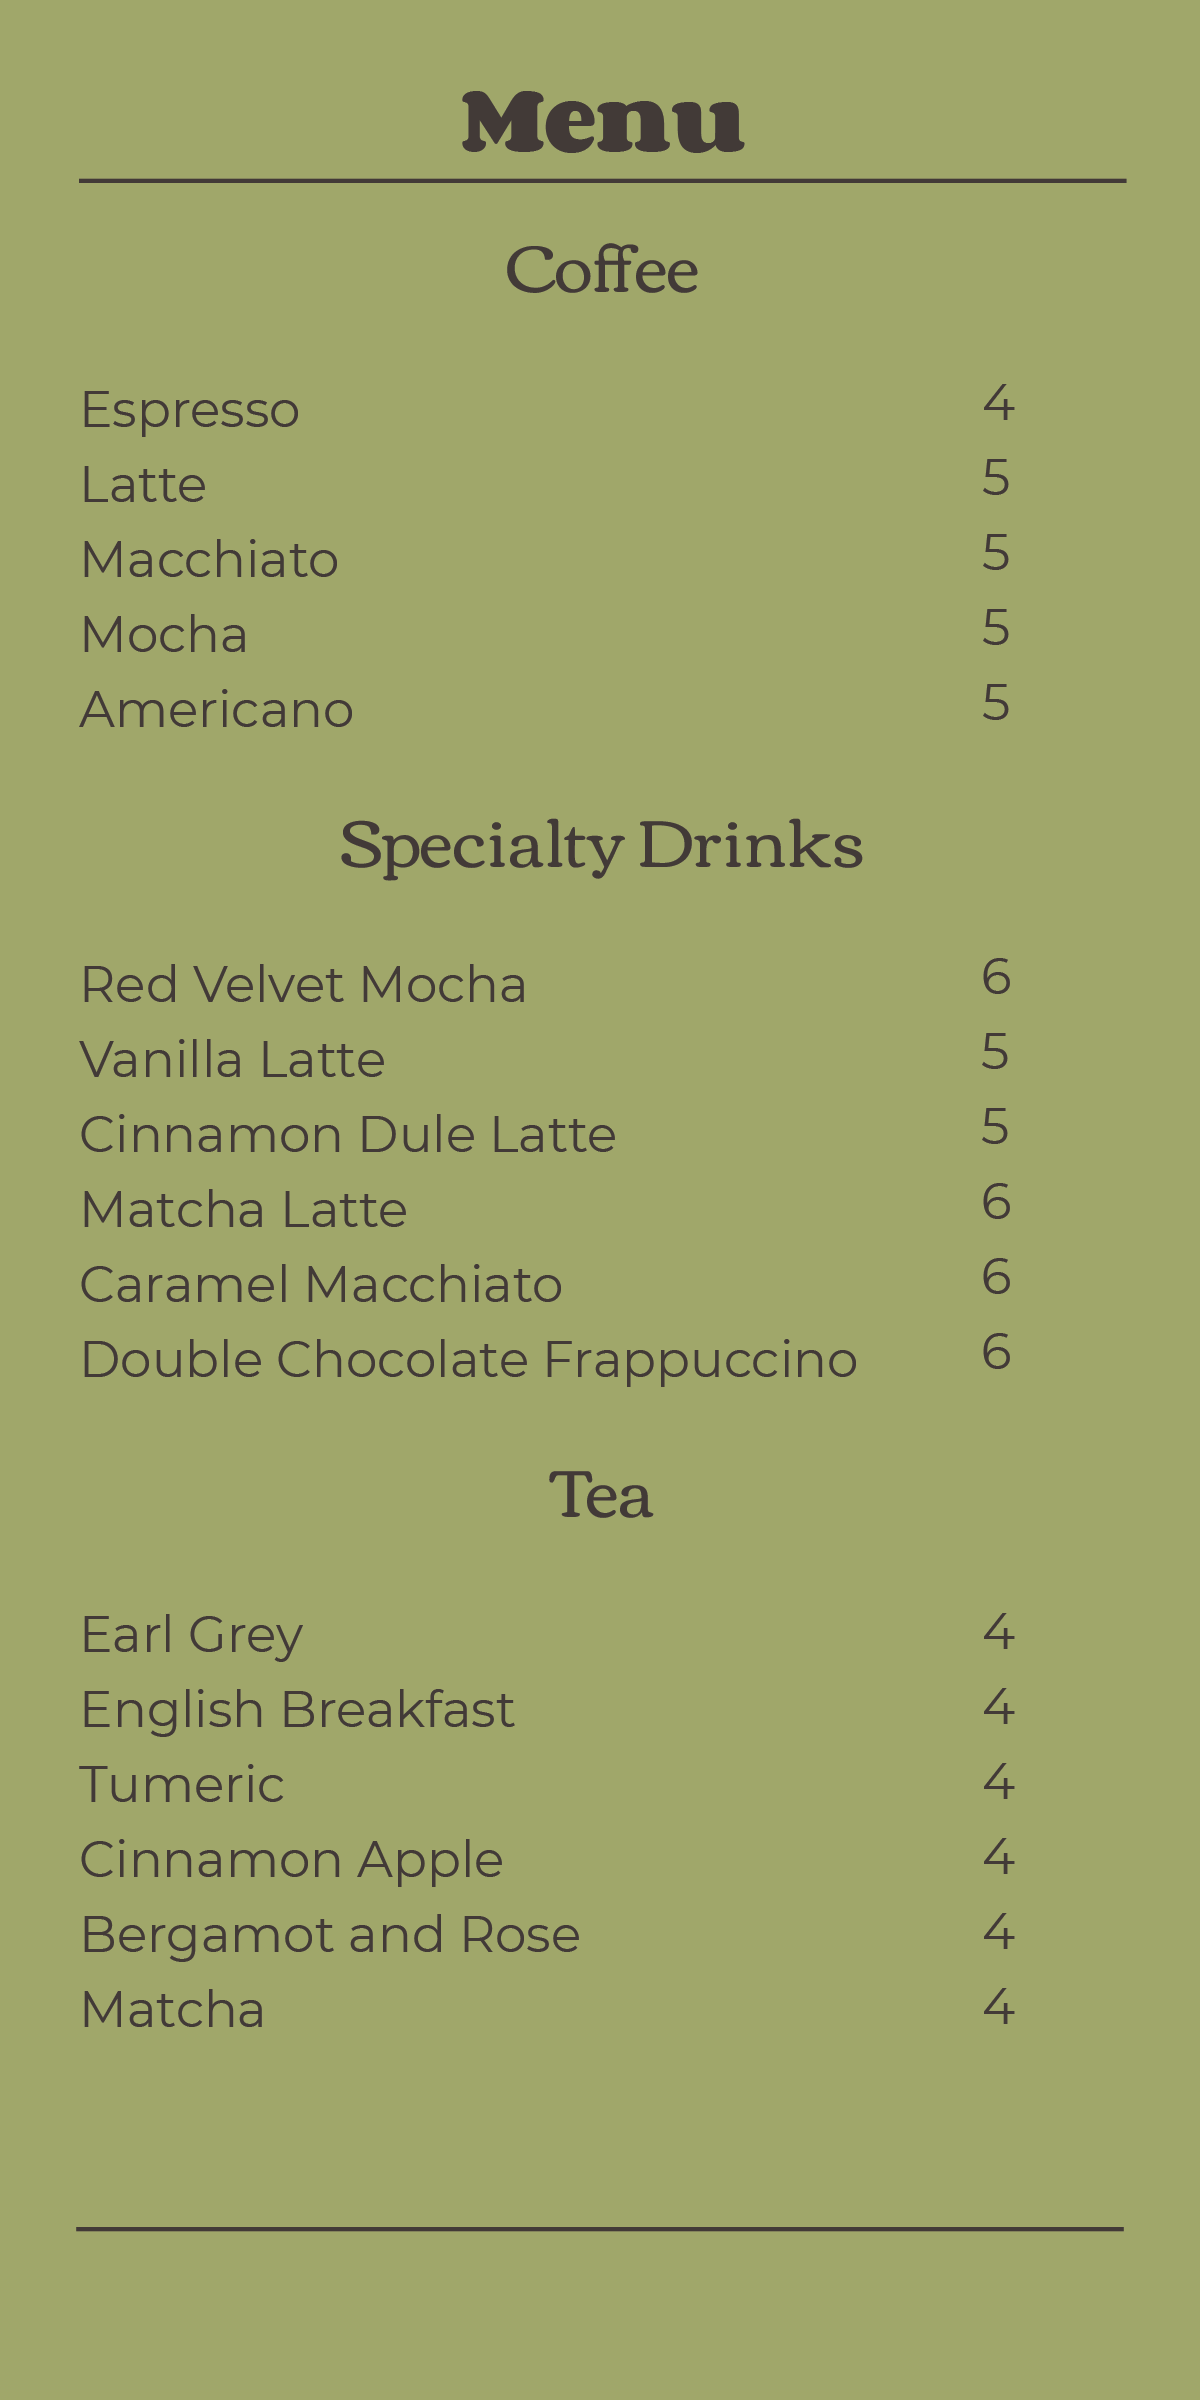 Menu
Coffee
Espresso 4
Latte 5
Macchiato 5
Mocha 5
Americano 5
Specialty Drinks
Red Velvet Mocha 6
Vanilla Latte 5
Cinnamon Dule Latte 5
Matcha Latte 6
Caramel Macchiato 6
Double Chocolate Frappuccino 6
Tea
Earl Grey 4
English Breakfast 4
Tumeric 4
Cinnamon Apple 4
Bergamot and Rose 4
Matcha 4